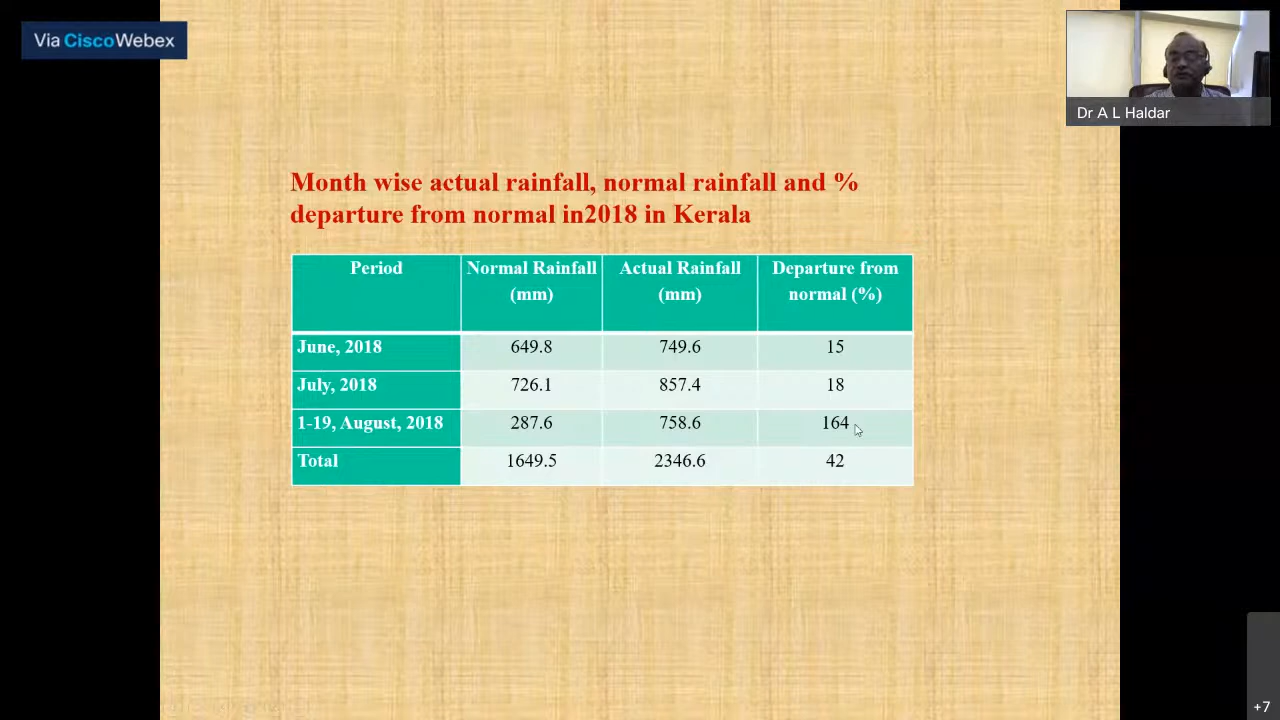 Via CiscoWebex
Dr A L Haldar
Month wise actual rainfall, normal rainfall and %
departure from normal in2018 in Kerala
Period Normal Rainfall (mm) Actual Rainfall (mm) Departure from normal (%)
June, 2018 649.8 749.6 15
July, 2018 726.1 857.4 18
1-19, August, 2018 287.6 758.6 164
Total 1649.5 2346.6 42
+7